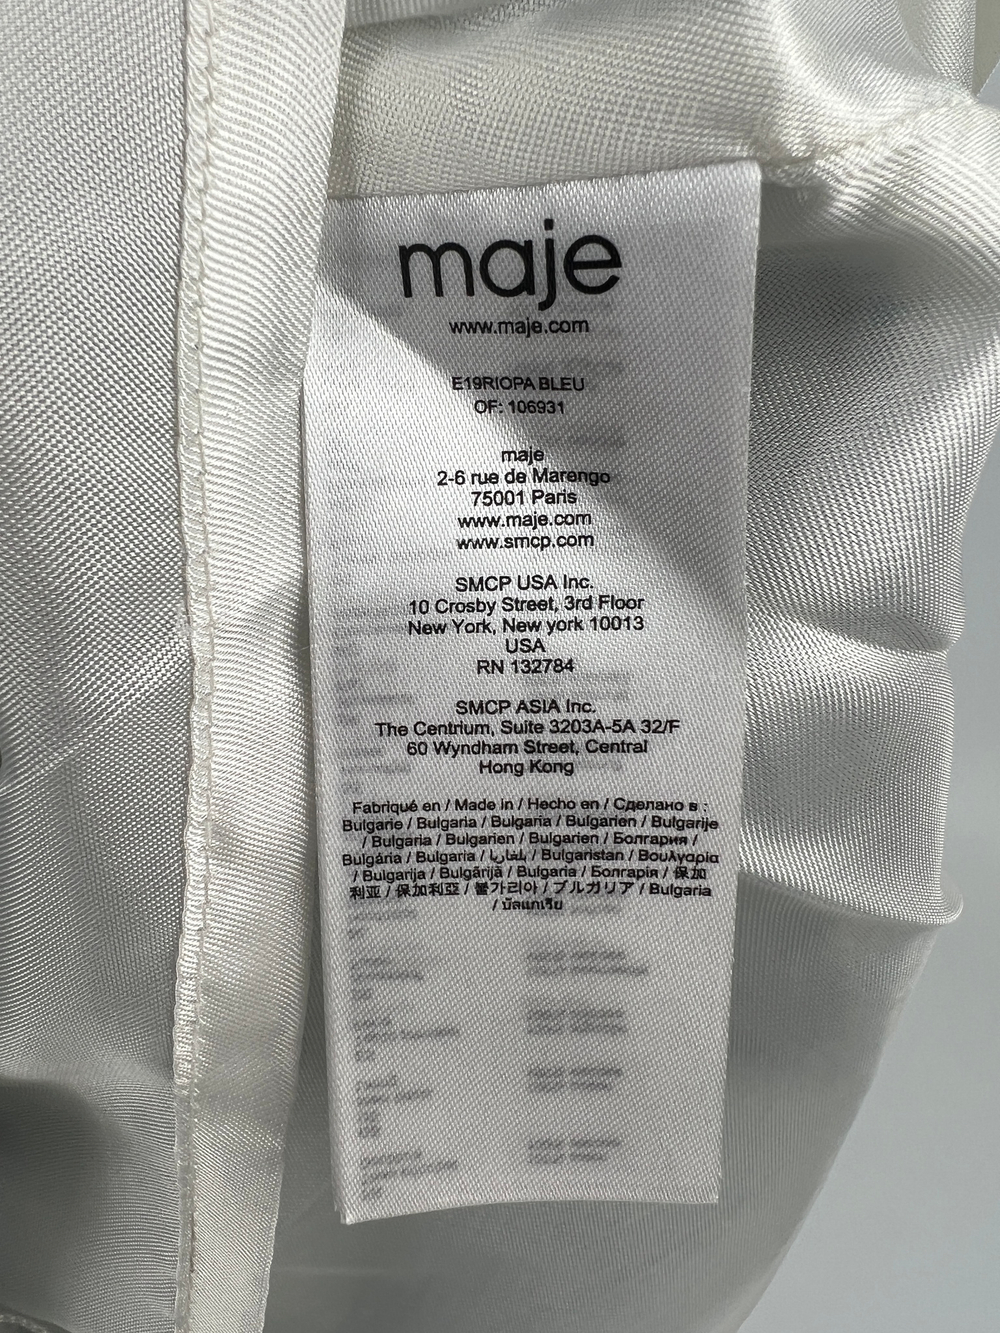 maje
www.maje.com
E19RIOPA BLEU
OF: 106931
maje
2-6 rue de Marengo
75001 Paris
www.maje.com
www.smcp.com
SMCP USA Inc.
10 Crosby Street, 3rd Floor
New York, New york 10013
USA
RN 132784
SMCP ASIA Inc.
The Centrium, Suite 3203A-5A 32/F
60 Wyndham Street, Central
Hong Kong
Fabriqué en / Made in / Hecho en / Сделано в :
Bulgarie / Bulgaria / Bulgaria / Bulgarien / Bulgarije
/ Bulgaria / Bulgarien / Bulgarien / Болгария /
Bulgária / Bulgaria / بلغاريا / Bulgaristan / Βουλγαρία
/ Bulgarija / Bulgārijā / Bulgaria / Болгарія / 保加
利亚 / 保加利亞 / 불가리아 / ブルガリア / Bulgaria
/ บัลแกเรีย